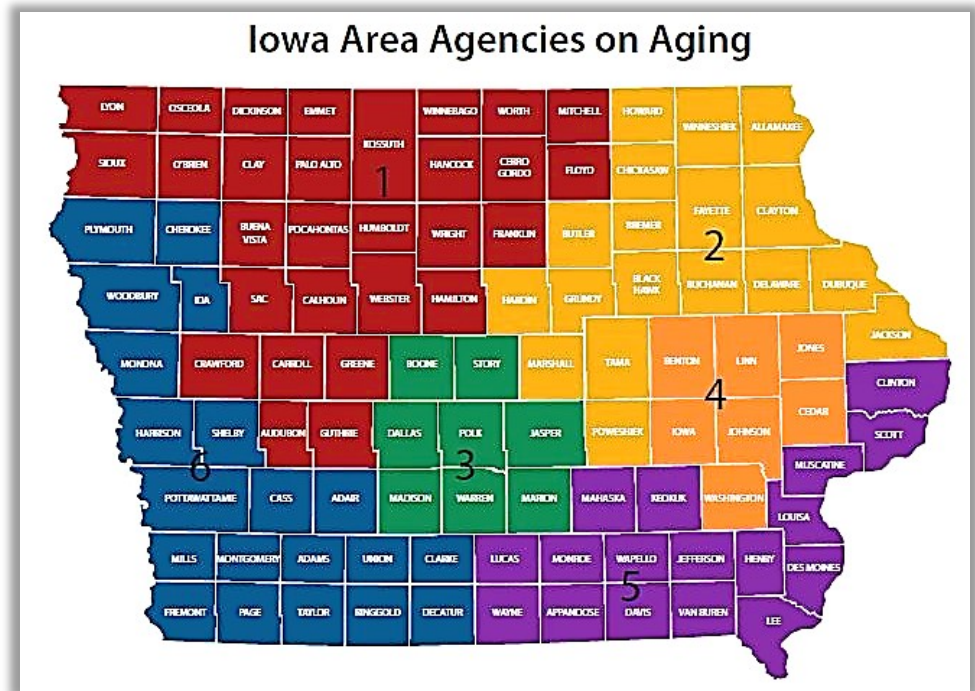 Iowa Area Agencies on Aging
LYON
OSCEOLA
DICKINSON
EMMET
KOSSUTH
WINNEBAGO
WORTH
MITCHELL
HOWARD
WINNESHIEK
ALLAMAKEE
SIOUX
O'BRIEN
CLAY
PALO ALTO
HANCOCK
CERRO
GORDO
FLOYD
CHICKASAW
1
PLYMOUTH
CHEROKEE
BUENA
VISTA
POCAHONTAS
HUMBOLDT
WRIGHT
FRANKLIN
BUTLER
BREMER
FAYETTE
CLAYTON
2
WOODBURY
IDA
SAC
CALHOUN
WEBSTER
HAMILTON
HARDIN
GRUNDY
BLACK
HAWK
BUCHANAN
DELAWARE
DUBUQUE
MONONA
CRAWFORD
CARROLL
GREENE
BOONE
STORY
MARSHALL
TAMA
BENTON
LINN
JONES
JACKSON
4
CLINTON
HARRISON
SHELBY
AUDUBON
GUTHRIE
DALLAS
POLK
JASPER
POWESHIEK
IOWA
JOHNSON
CEDAR
SCOTT
6
3
MUSCATINE
POTTAWATTAMIE
CASS
ADAIR
MADISON
WARREN
MARION
MAHASKA
KEOKUK
WASHINGTON
LOUISA
MILLS
MONTGOMERY
ADAMS
UNION
CLARKE
LUCAS
MONROE
WAPELLO
JEFFERSON
HENRY
DES MOINES
5
FREMONT
PAGE
TAYLOR
RINGGOLD
DECATUR
WAYNE
APPANOOSE
DAVIS
VAN BUREN
LEE